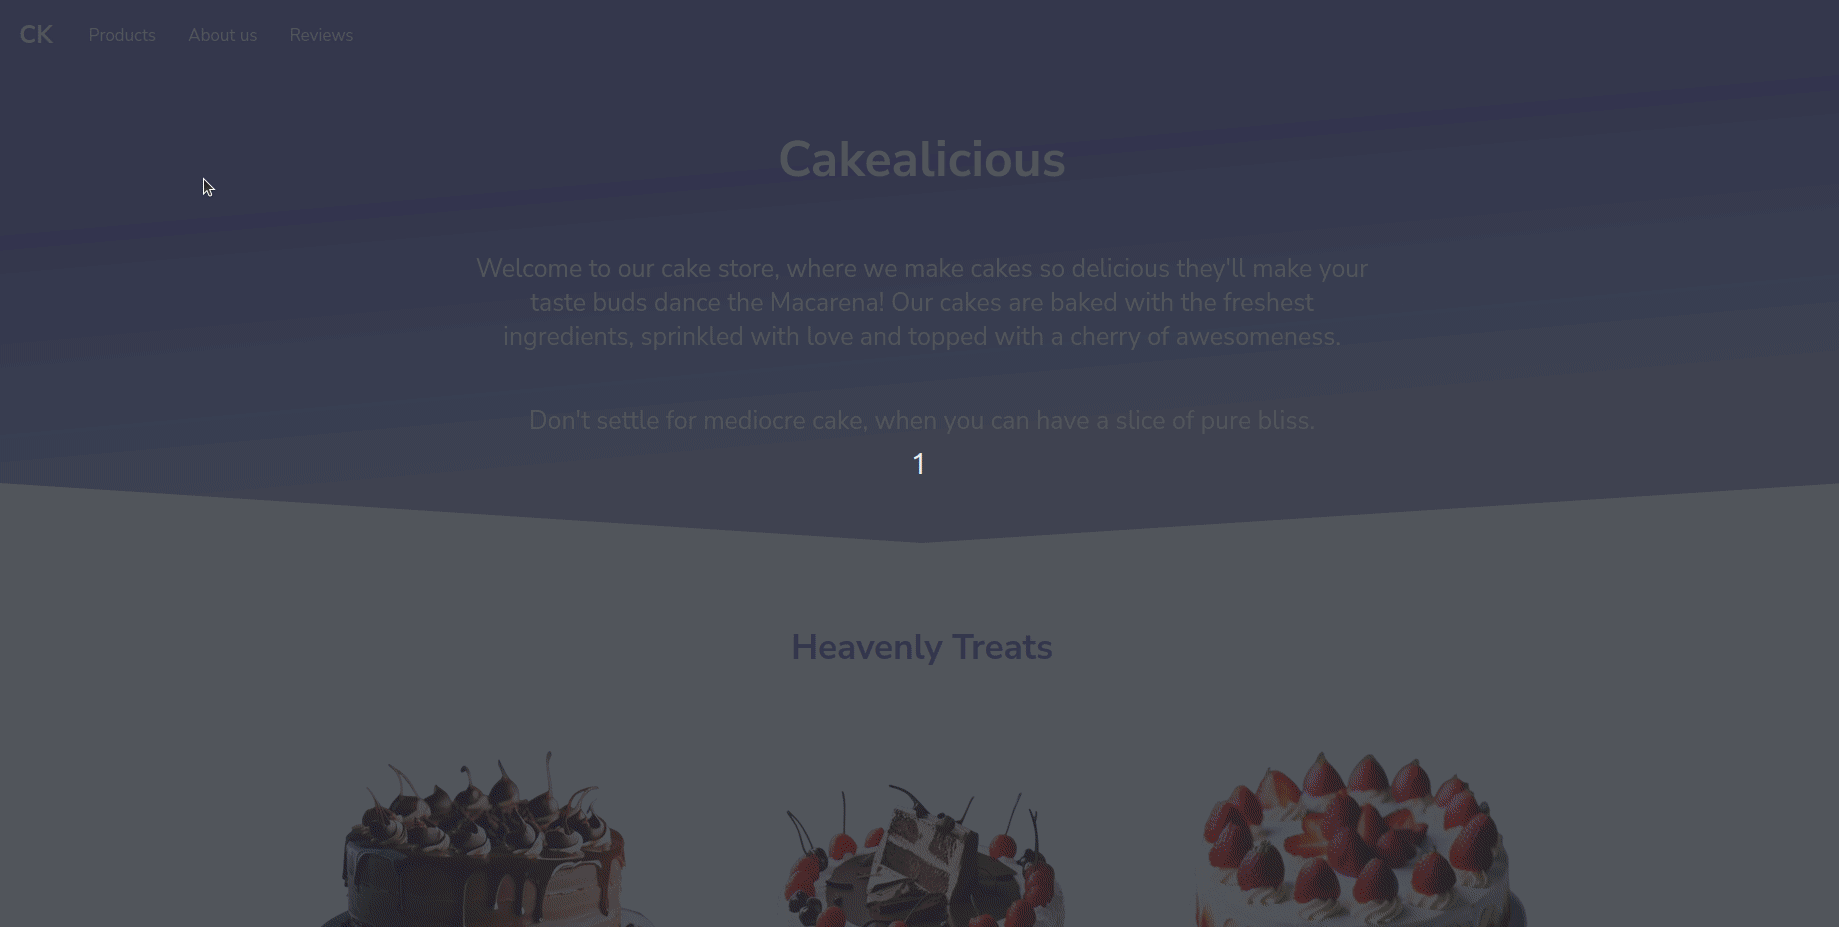 CK Products About us Reviews
Cakealicious
Welcome to our cake store, where we make cakes so delicious they'll make your
taste buds dance the Macarena! Our cakes are baked with the freshest
ingredients, sprinkled with love and topped with a cherry of awesomeness.
Don't settle for mediocre cake, when you can have a slice of pure bliss.
1
Heavenly Treats